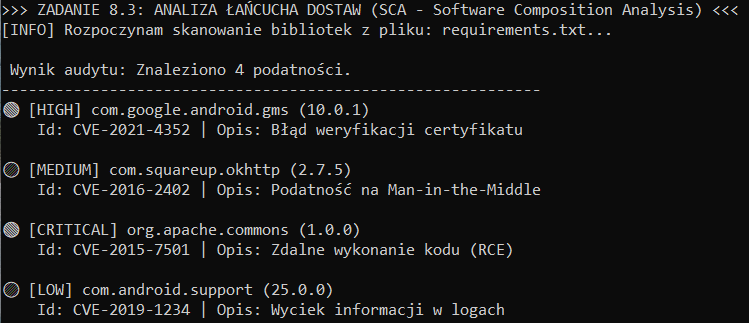 >>> ZADANIE 8.3: ANALIZA ŁAŃCUCHA DOSTAW (SCA - Software Composition Analysis) <<<
[INFO] Rozpoczynam skanowanie bibliotek z pliku: requirements.txt...
Wynik audytu: Znaleziono 4 podatności.
------------------------------------------------------------
[HIGH] com.google.android.gms (10.0.1)
Id: CVE-2021-4352 | Opis: Błąd weryfikacji certyfikatu
[MEDIUM] com.squareup.okhttp (2.7.5)
Id: CVE-2016-2402 | Opis: Podatność na Man-in-the-Middle
[CRITICAL] org.apache.commons (1.0.0)
Id: CVE-2015-7501 | Opis: Zdalne wykonanie kodu (RCE)
[LOW] com.android.support (25.0.0)
Id: CVE-2019-1234 | Opis: Wyciek informacji w logach